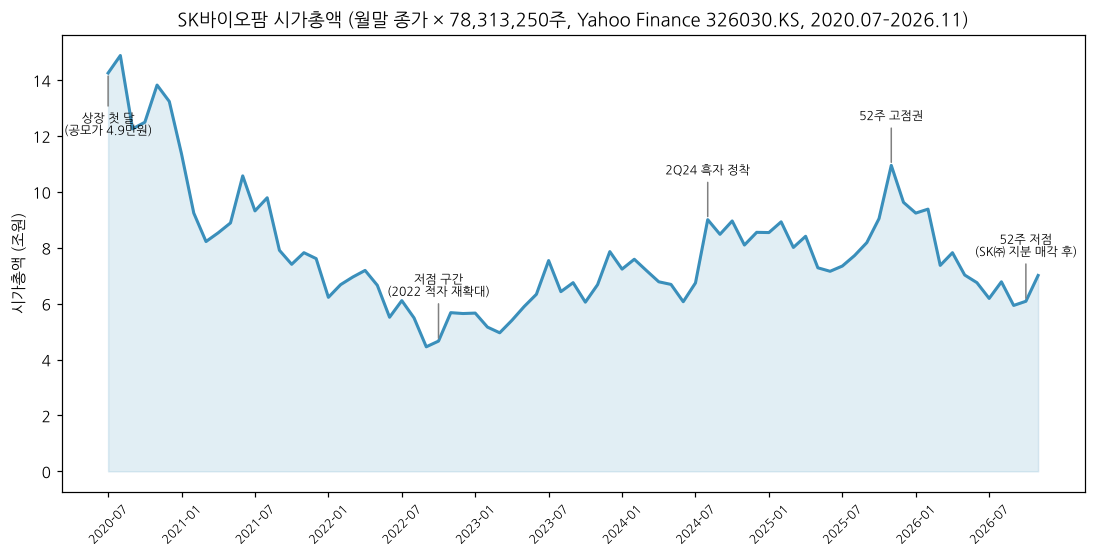 SK바이오팜 시가총액 (월말 종가 × 78,313,250주, Yahoo Finance 326030.KS, 2020.07-2026.11)
시가총액 (조원)
14
12
10
8
6
4
2
0
상장 첫 달
(공모가 4.9만원)
저점 구간
(2022 적자 재확대)
2Q24 흑자 정착
52주 고점권
52주 저점
(SK㈜ 지분 매각 후)
2020-07
2021-01
2021-07
2022-01
2022-07
2023-01
2023-07
2024-01
2024-07
2025-01
2025-07
2026-01
2026-07